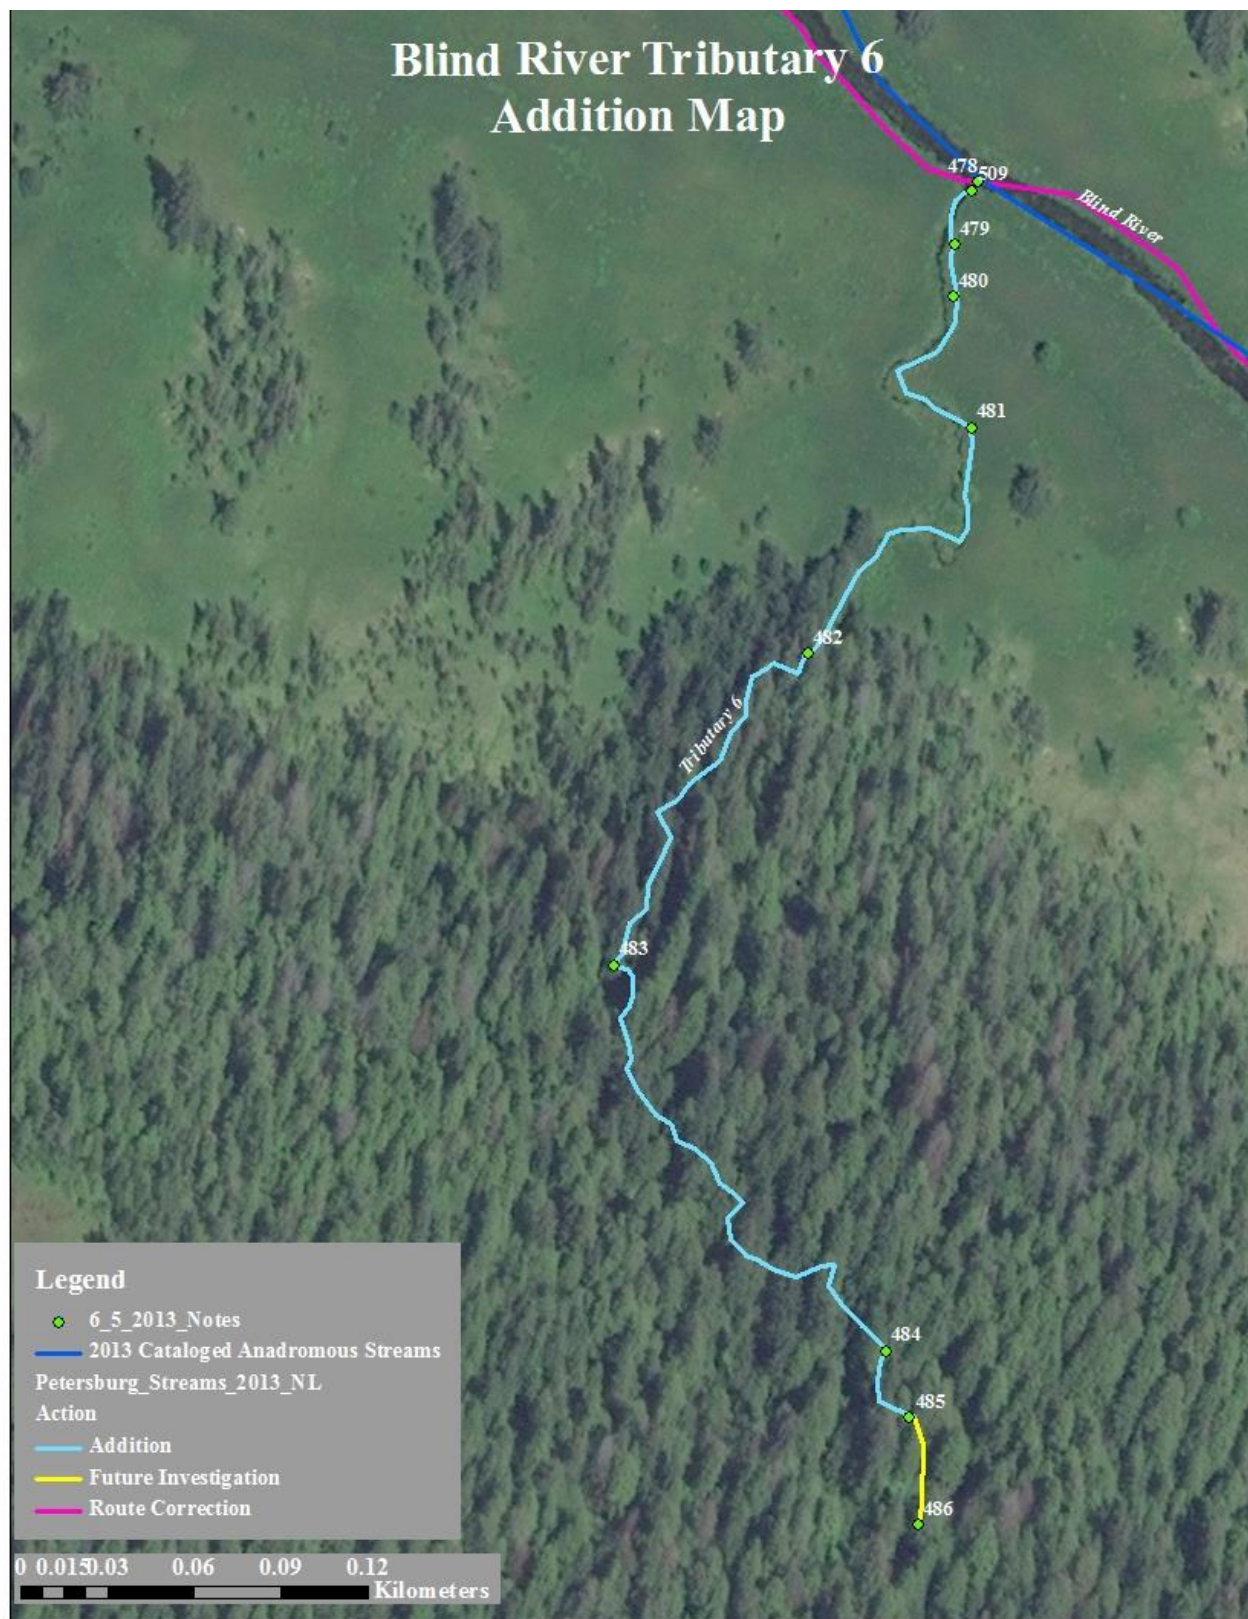 Blind River Tributary 6
Addition Map
478
509
Blind River
479
480
481
482
Tributary 6
483
484
485
486
Legend
6_5_2013_Notes
2013 Cataloged Anadromous Streams
Petersburg_Streams_2013_NL
Action
Addition
Future Investigation
Route Correction
0 0.0150.03 0.06 0.09 0.12
Kilometers